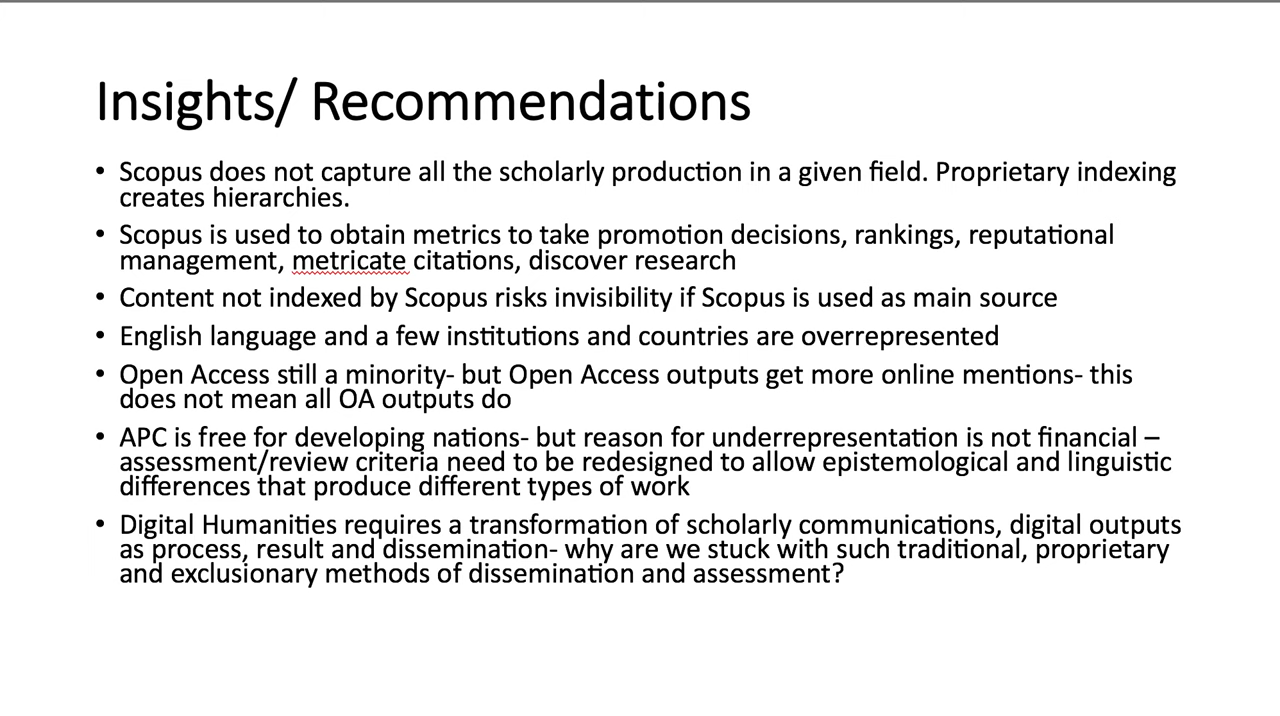 Insights/ Recommendations
• Scopus does not capture all the scholarly production in a given field. Proprietary indexing
creates hierarchies.
• Scopus is used to obtain metrics to take promotion decisions, rankings, reputational
management, metricate citations, discover research
• Content not indexed by Scopus risks invisibility if Scopus is used as main source
• English language and a few institutions and countries are overrepresented
• Open Access still a minority- but Open Access outputs get more online mentions- this
does not mean all OA outputs do
• APC is free for developing nations- but reason for underrepresentation is not financial –
assessment/review criteria need to be redesigned to allow epistemological and linguistic
differences that produce different types of work
• Digital Humanities requires a transformation of scholarly communications, digital outputs
as process, result and dissemination- why are we stuck with such traditional, proprietary
and exclusionary methods of dissemination and assessment?